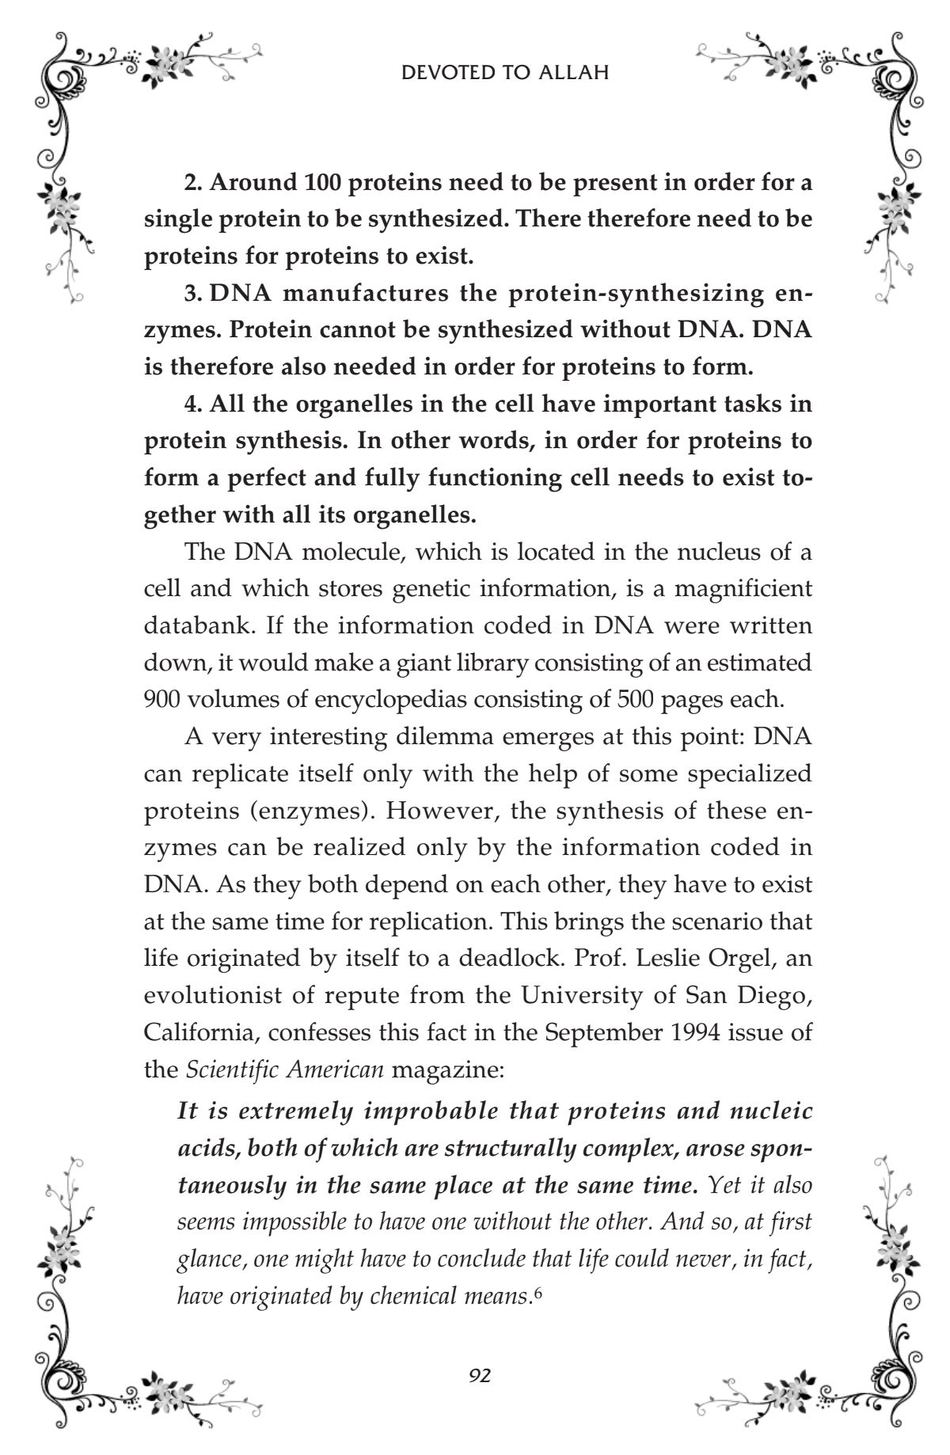 DEVOTED TO ALLAH
2. Around 100 proteins need to be present in order for a
single protein to be synthesized. There therefore need to be
proteins for proteins to exist.
3. DNA manufactures the protein-synthesizing en-
zymes. Protein cannot be synthesized without DNA. DNA
is therefore also needed in order for proteins to form.
4. All the organelles in the cell have important tasks in
protein synthesis. In other words, in order for proteins to
form a perfect and fully functioning cell needs to exist to-
gether with all its organelles.
The DNA molecule, which is located in the nucleus of a
cell and which stores genetic information, is a magnificient
databank. If the information coded in DNA were written
down, it would make a giant library consisting of an estimated
900 volumes of encyclopedias consisting of 500 pages each.
A very interesting dilemma emerges at this point: DNA
can replicate itself only with the help of some specialized
proteins (enzymes). However, the synthesis of these en-
zymes can be realized only by the information coded in
DNA. As they both depend on each other, they have to exist
at the same time for replication. This brings the scenario that
life originated by itself to a deadlock. Prof. Leslie Orgel, an
evolutionist of repute from the University of San Diego,
California, confesses this fact in the September 1994 issue of
the Scientific American magazine:
It is extremely improbable that proteins and nucleic
acids, both of which are structurally complex, arose spon-
taneously in the same place at the same time. Yet it also
seems impossible to have one without the other. And so, at first
glance, one might have to conclude that life could never, in fact,
have originated by chemical means.6
92